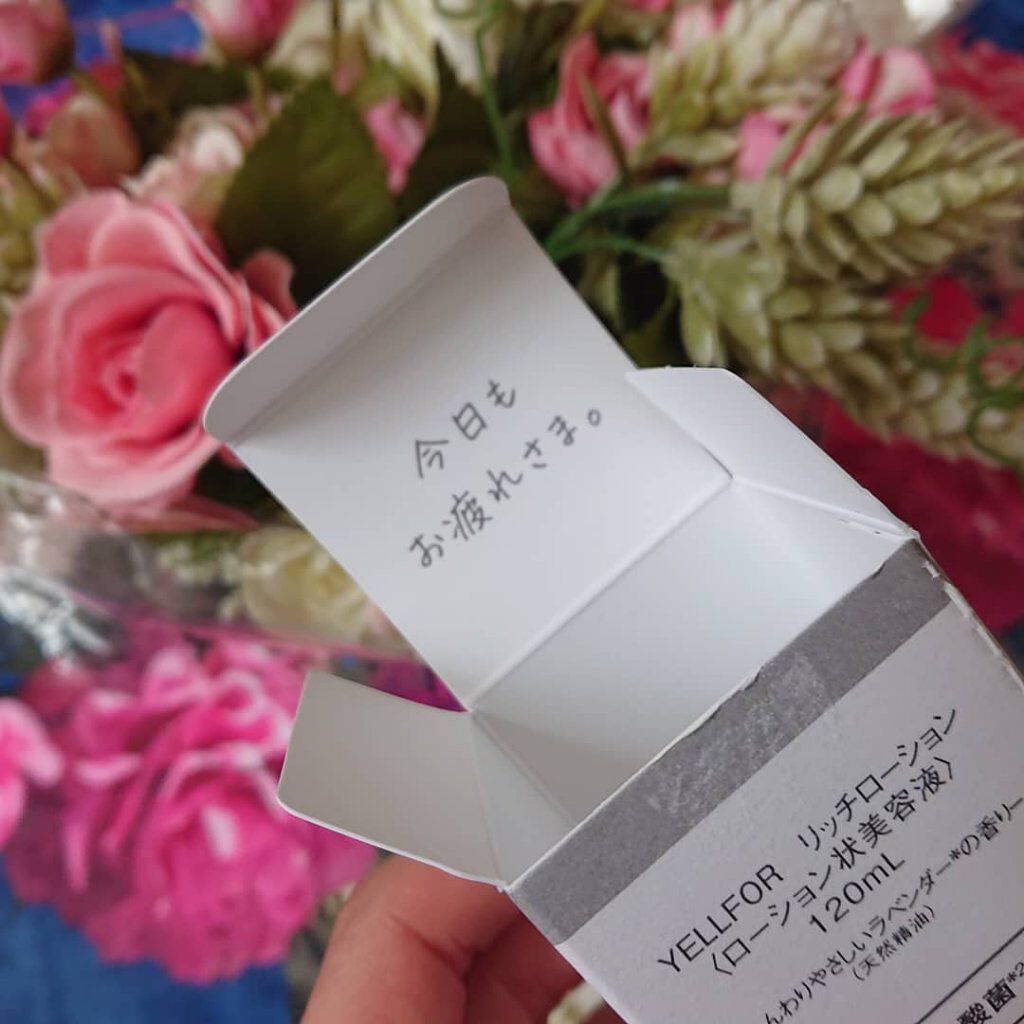 今日も
お疲れさま。
YELLFOR リッチローション
〈ローション状美容液〉
120mL
んわりやさしいラベンダー*の香りー
(天然精油)
酸菌*2